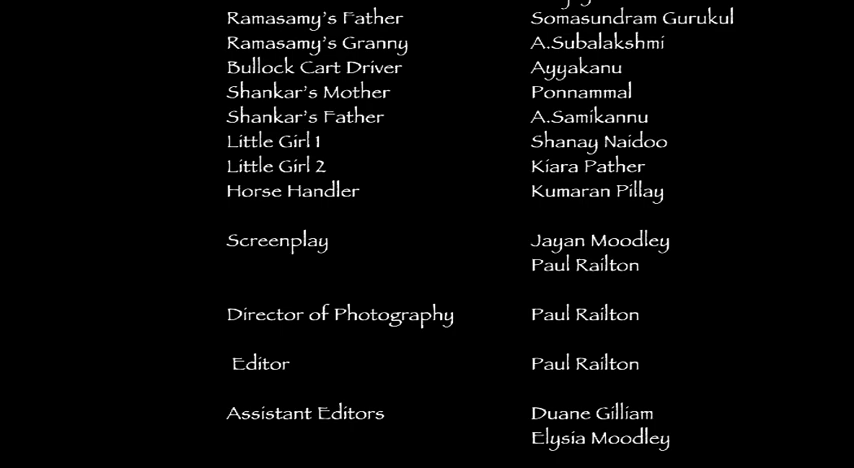 Ramasamy's Father Somasundram Gurukul
Ramasamy's Granny A.Subalakshmi
Bullock Cart Driver Ayyakanu
Shankar's Mother Ponnammal
Shankar's Father A.Samikannu
Little Girl 1 Shanay Naidoo
Little Girl 2 Kiara Pather
Horse Handler Kumaran Pillay
Screenplay Jayan Moodley
Paul Railton
Director of Photography Paul Railton
Editor Paul Railton
Assistant Editors Duane Gilliam
Elysia Moodley